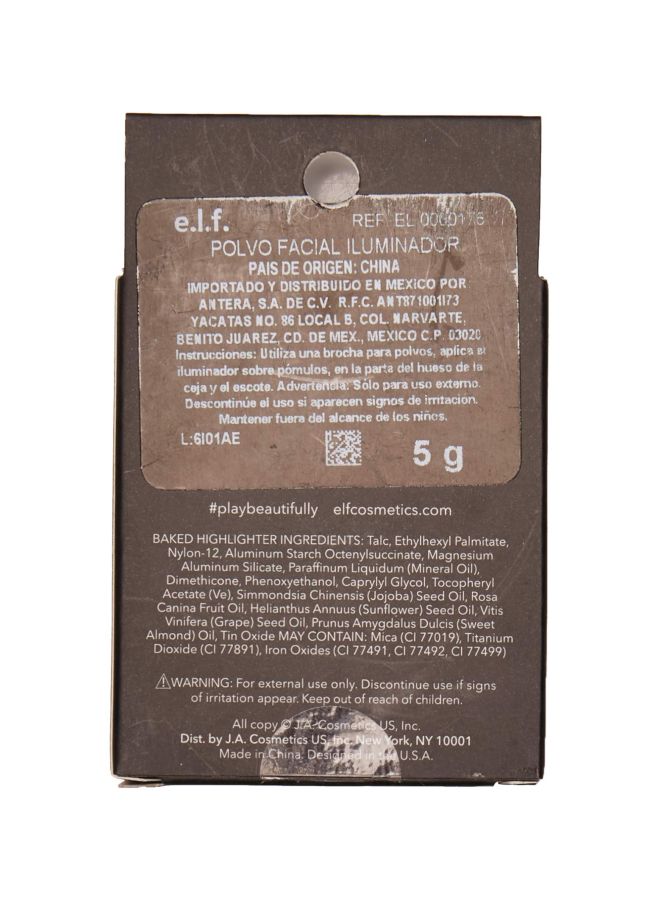 e.l.f. REF EL 0000175
POLVO FACIAL ILUMINADOR
PAIS DE ORIGEN: CHINA
IMPORTADO Y DISTRIBUIDO EN MEXICO POR:
ANTERA, S.A. DE C.V. R.F.C. ANT871001I73
YACATAS NO. 86 LOCAL B, COL. NARVARTE,
BENITO JUAREZ, CD. DE MEX., MEXICO C.P. 03020
Instrucciones: Utiliza una brocha para polvos, aplica el
iluminador sobre pómulos, en la parta del hueso de la
ceja y el escote. Advertencia: Sólo para uso externo.
Descontinúe el uso si aparecen signos de irritación.
Mantener fuera del alcance de los niños.
L:6I01AE 5 g
#playbeautifully elfcosmetics.com
BAKED HIGHLIGHTER INGREDIENTS: Talc, Ethylhexyl Palmitate,
Nylon-12, Aluminum Starch Octenylsuccinate, Magnesium
Aluminum Silicate, Paraffinum Liquidum (Mineral Oil),
Dimethicone, Phenoxyethanol, Caprylyl Glycol, Tocopheryl
Acetate (Ve), Simmondsia Chinensis (Jojoba) Seed Oil, Rosa
Canina Fruit Oil, Helianthus Annuus (Sunflower) Seed Oil, Vitis
Vinifera (Grape) Seed Oil, Prunus Amygdalus Dulcis (Sweet
Almond) Oil, Tin Oxide MAY CONTAIN: Mica (CI 77019), Titanium
Dioxide (CI 77891), Iron Oxides (CI 77491, CI 77492, CI 77499)
⚠WARNING: For external use only. Discontinue use if signs
of irritation appear. Keep out of reach of children.
All copy © J.A. Cosmetics US, Inc.
Dist. by J.A. Cosmetics US, Inc. New York, NY 10001
Made in China. Designed in the U.S.A.